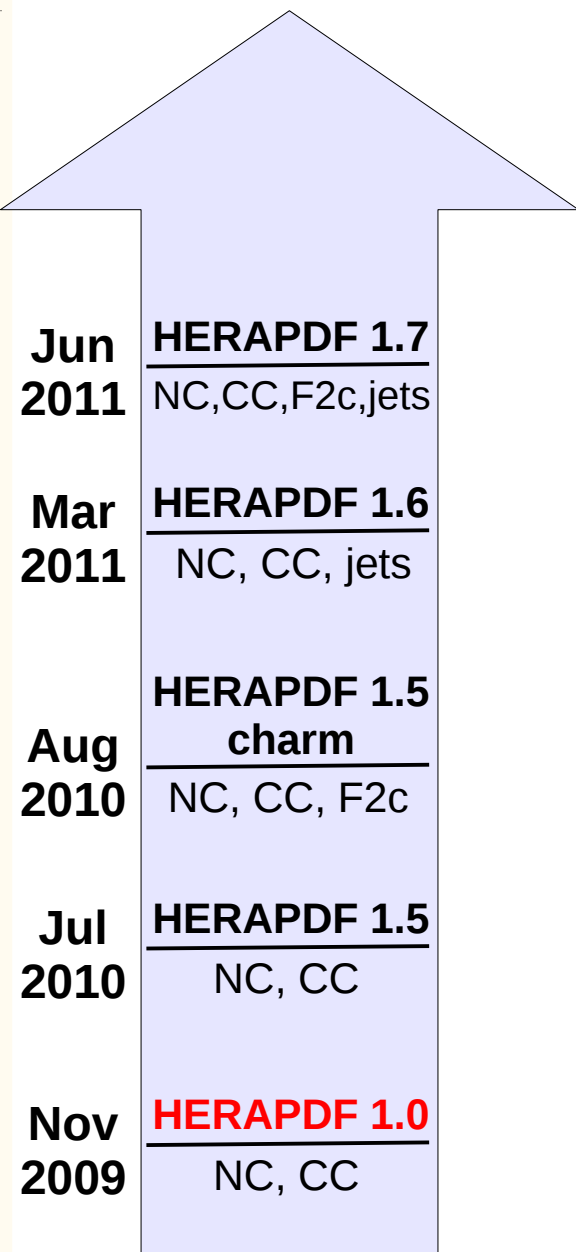 Jun
2011
HERAPDF 1.7
NC,CC,F2c,jets
Mar
2011
HERAPDF 1.6
NC, CC, jets
Aug
2010
HERAPDF 1.5
charm
NC, CC, F2c
Jul
2010
HERAPDF 1.5
NC, CC
Nov
2009
HERAPDF 1.0
NC, CC